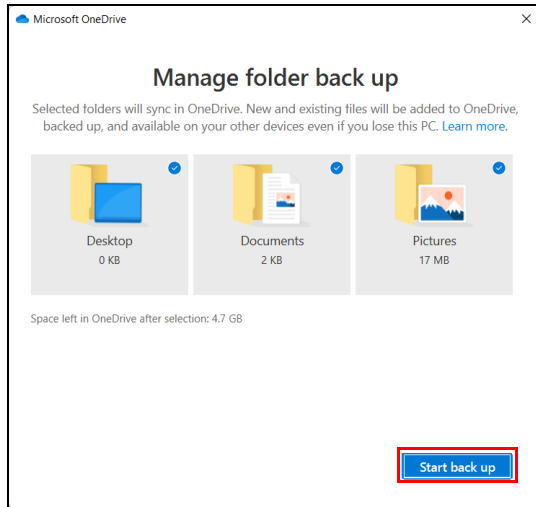 Microsoft OneDrive
Manage folder back up
Selected folders will sync in OneDrive. New and existing files will be added to OneDrive,
backed up, and available on your other devices even if you lose this PC. Learn more.
Desktop
0 KB
Documents
2 KB
Pictures
17 MB
Space left in OneDrive after selection: 4.7 GB
Start back up